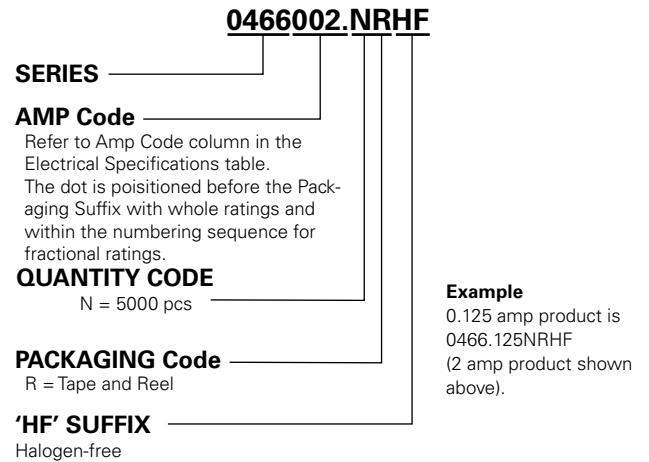 0466002.NRHF
SERIES
AMP Code
Refer to Amp Code column in the
Electrical Specifications table.
The dot is poisitioned before the Pack-
aging Suffix with whole ratings and
within the numbering sequence for
fractional ratings.
QUANTITY CODE
N = 5000 pcs
PACKAGING Code
R = Tape and Reel
‘HF’ SUFFIX
Halogen-free
Example
0.125 amp product is
0466.125NRHF
(2 amp product shown
above).